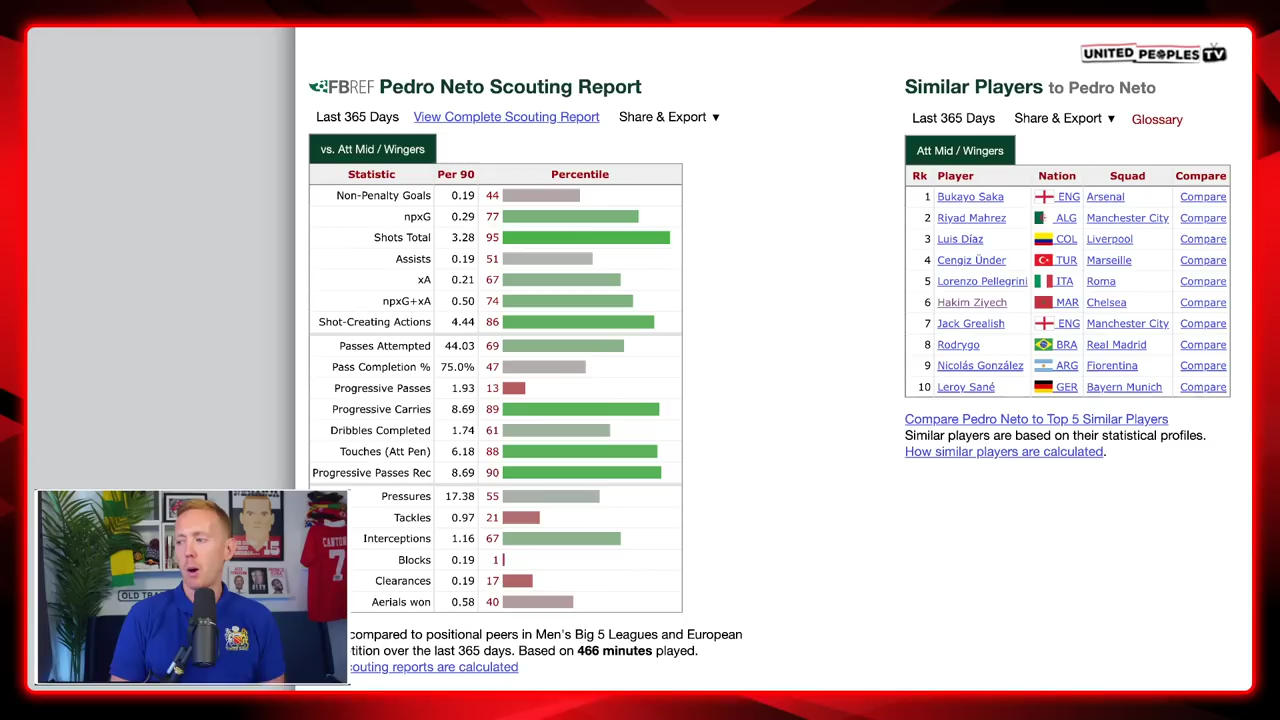 UNITED PEOPLES TV
FBREF Pedro Neto Scouting Report
Last 365 Days View Complete Scouting Report Share & Export ▼
vs. Att Mid / Wingers
Statistic Per 90 Percentile
Non-Penalty Goals 0.19 44
npxG 0.29 77
Shots Total 3.28 95
Assists 0.19 51
xA 0.21 67
npxG+xA 0.50 74
Shot-Creating Actions 4.44 86
Passes Attempted 44.03 69
Pass Completion % 75.0% 47
Progressive Passes 1.93 13
Progressive Carries 8.69 89
Dribbles Completed 1.74 61
Touches (Att Pen) 6.18 88
Progressive Passes Rec 8.69 90
Pressures 17.38 55
Tackles 0.97 21
Interceptions 1.16 67
Blocks 0.19 1
Clearances 0.19 17
Aerials won 0.58 40
compared to positional peers in Men's Big 5 Leagues and European
tition over the last 365 days. Based on 466 minutes played.
couting reports are calculated
Similar Players to Pedro Neto
Last 365 Days Share & Export ▼ Glossary
Att Mid / Wingers
Rk Player Nation Squad Compare
1 Bukayo Saka ENG Arsenal Compare
2 Riyad Mahrez ALG Manchester City Compare
3 Luis Díaz COL Liverpool Compare
4 Cengiz Ünder TUR Marseille Compare
5 Lorenzo Pellegrini ITA Roma Compare
6 Hakim Ziyech MAR Chelsea Compare
7 Jack Grealish ENG Manchester City Compare
8 Rodrygo BRA Real Madrid Compare
9 Nicolás González ARG Fiorentina Compare
10 Leroy Sané GER Bayern Munich Compare
Compare Pedro Neto to Top 5 Similar Players
Similar players are based on their statistical profiles.
How similar players are calculated.
CANTON
7
OLD TRA